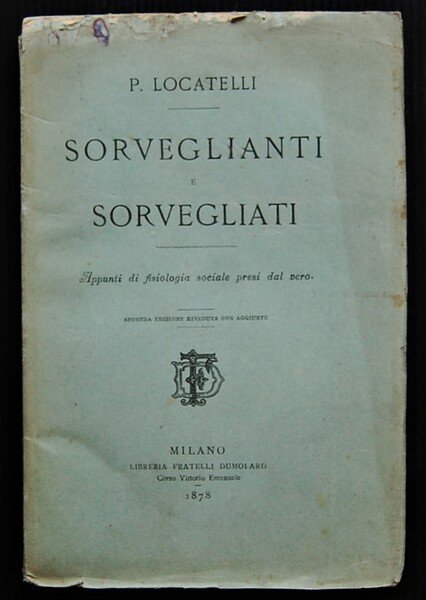 P. LOCATELLI
SORVEGLIANTI
E
SORVEGLIATI
Appunti di fisiologia sociale presi dal vero.
SECONDA EDIZIONE RIVEDUTA CON AGGIUNTE
MILANO
LIBRERIA FRATELLI DUMOLARD
Corso Vittorio Emanuele
1878